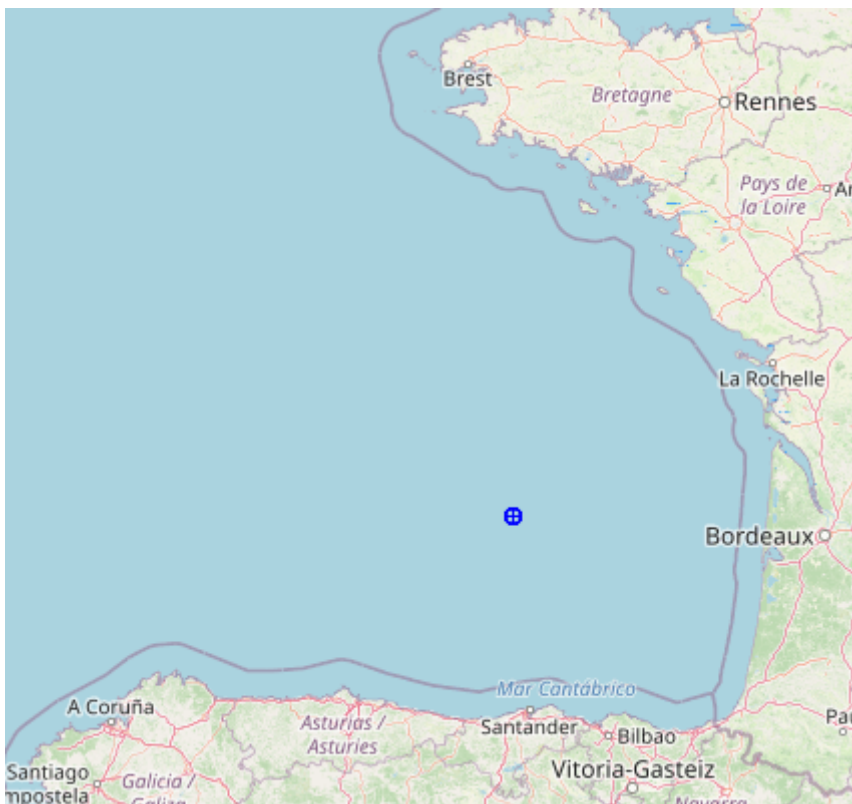 Brest
Bretagne
Rennes
Pays de
la Loire
La Rochelle
Bordeaux
Mar Cantábrico
A Coruña
Santander
Asturias /
Asturies
Bilbao
Santiago
Vitoria-Gasteiz
Galicia /